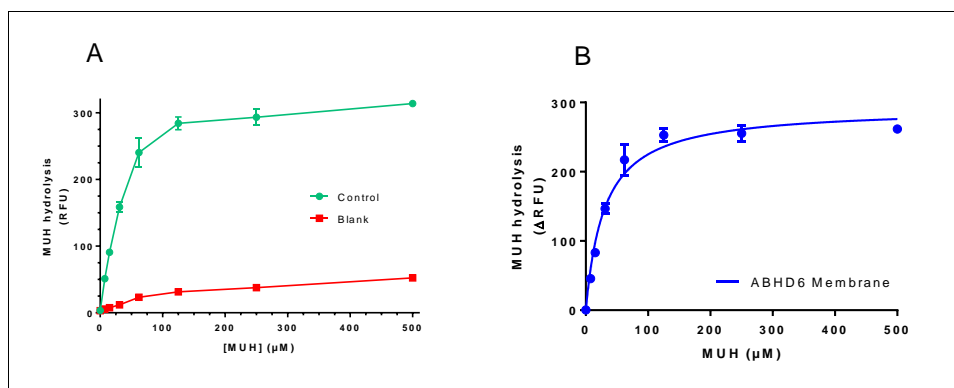 A
MUH hydrolysis
(RFU)
300
200
100
0
0 100 200 300 400 500
[MUH] (µM)
Control
Blank
B
MUH hydrolysis
(ΔRFU)
300
200
100
0
0 100 200 300 400 500
MUH (µM)
ABHD6 Membrane